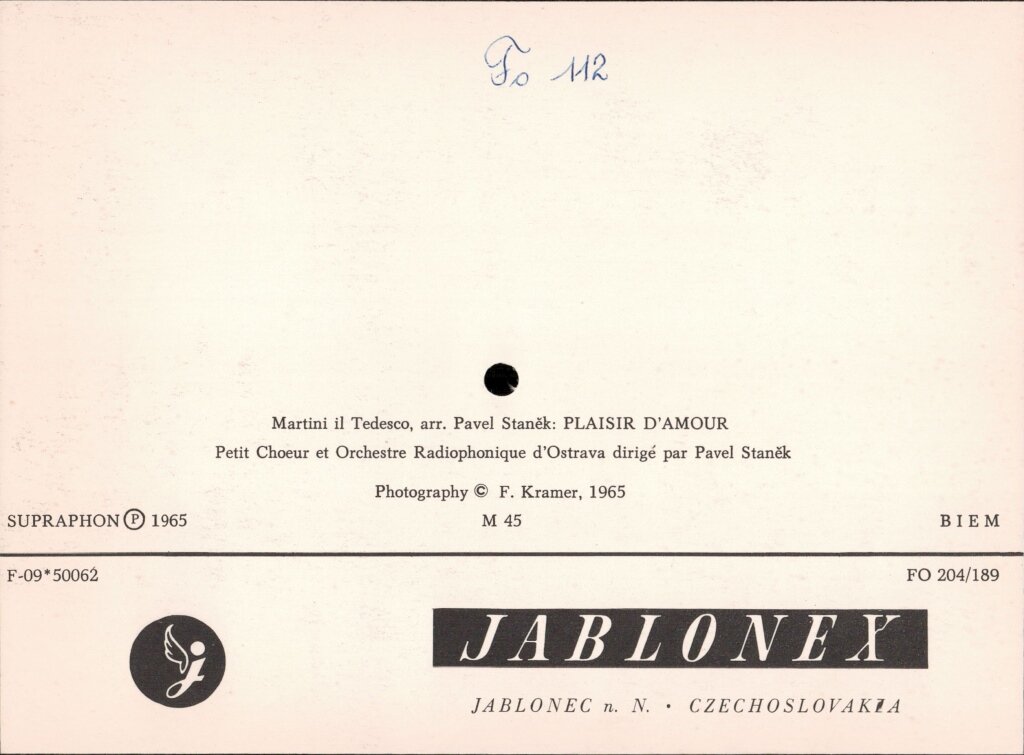 Fo 112
Martini il Tedesco, arr. Pavel Staněk: PLAISIR D'AMOUR
Petit Choeur et Orchestre Radiophonique d'Ostrava dirigé par Pavel Staněk
Photography © F. Kramer, 1965
SUPRAPHON Ⓟ 1965 M 45 BIEM
F-09*50062 FO 204/189
j
JABLONEX
JABLONEC n. N. • CZECHOSLOVAKIA